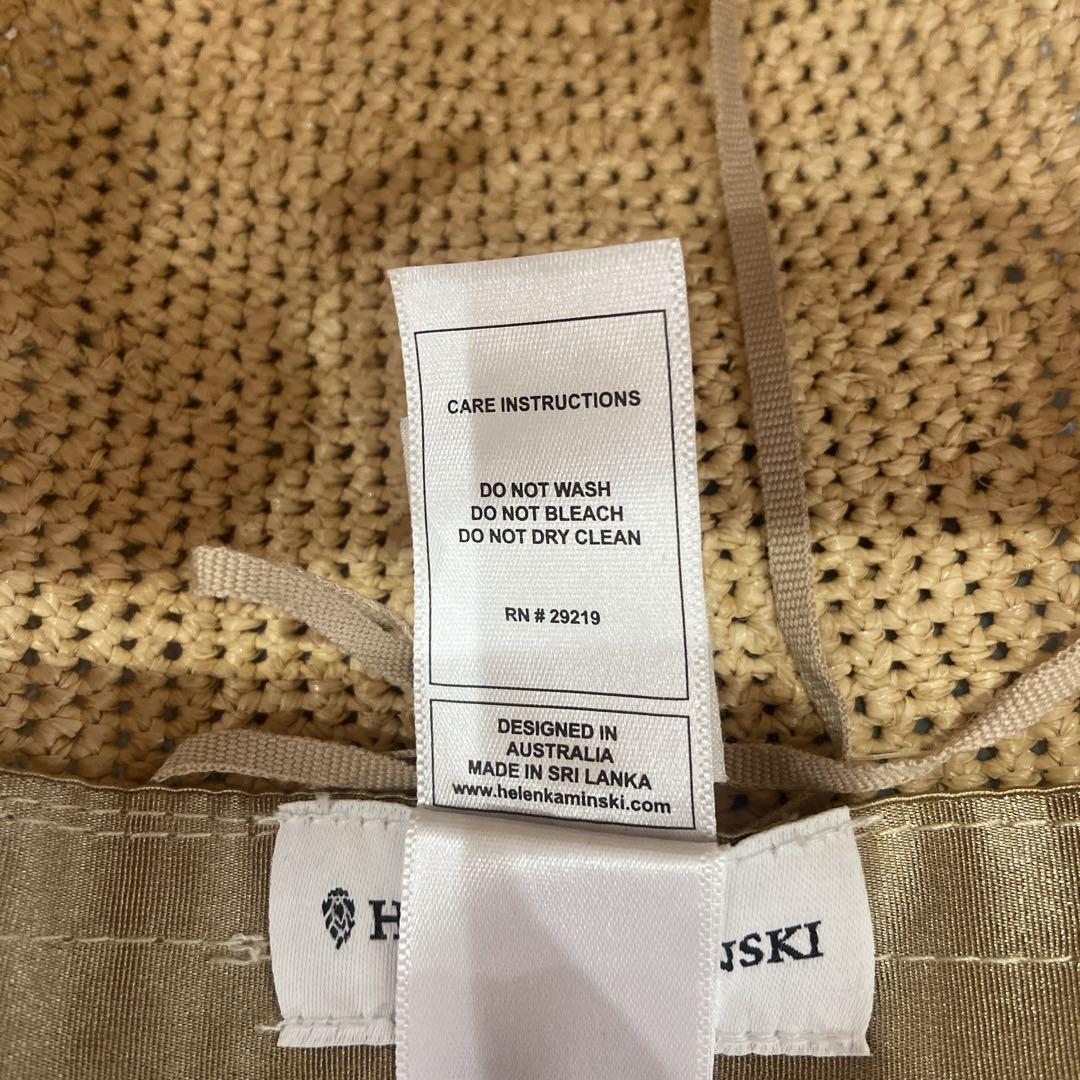 CARE INSTRUCTIONS
DO NOT WASH
DO NOT BLEACH
DO NOT DRY CLEAN
RN # 29219
DESIGNED IN
AUSTRALIA
MADE IN SRI LANKA
www.helenkaminski.com
H NSKI